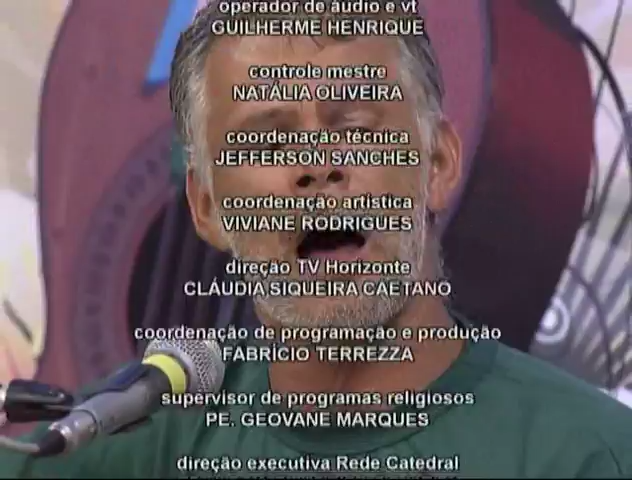 operador de áudio e vt
GUILHERME HENRIQUE
controle mestre
NATÁLIA OLIVEIRA
coordenação técnica
JEFFERSON SANCHES
coordenação artística
VIVIANE RODRIGUES
direção TV Horizonte
CLÁUDIA SIQUEIRA CAETANO
coordenação de programação e produção
FABRÍCIO TERREZZA
supervisor de programas religiosos
PE. GEOVANE MARQUES
direção executiva Rede Catedral